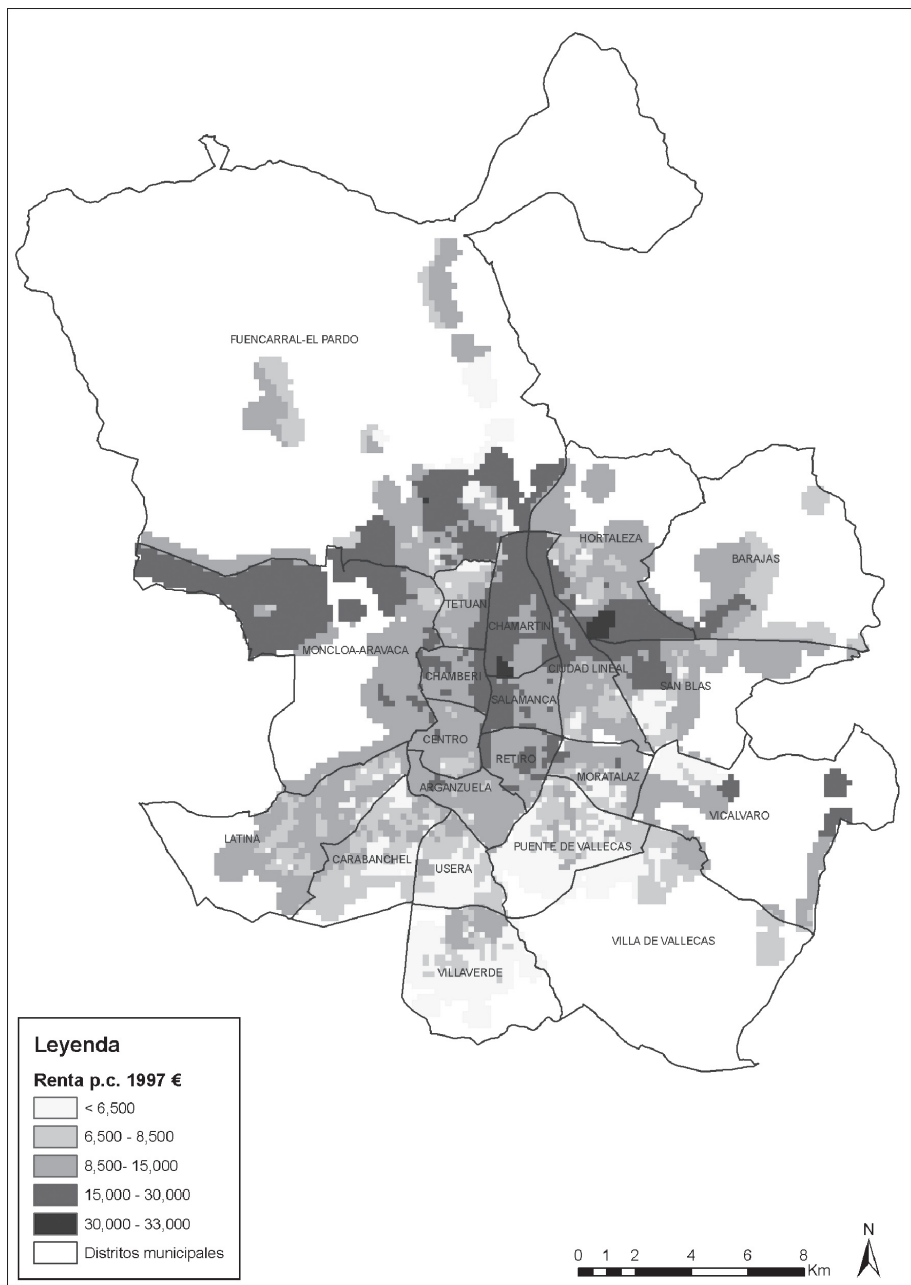 FUENCARRAL-EL PARDO
HORTALEZA
BARAJAS
TETUAN
CHAMARTIN
MONCLOA-ARAVACA
CHAMBERI
CIUDAD LINEAL
SAN BLAS
SALAMANCA
CENTRO
RETIRO
MORATALAZ
ARGANZUELA
VICALVARO
LATINA
CARABANCHEL
USERA
PUENTE DE VALLECAS
VILLA DE VALLECAS
VILLAVERDE
Leyenda
Renta p.c. 1997 €
< 6,500
6,500 - 8,500
8,500- 15,000
15,000 - 30,000
30,000 - 33,000
Distritos municipales
N
0 1 2 4 6 8
Km